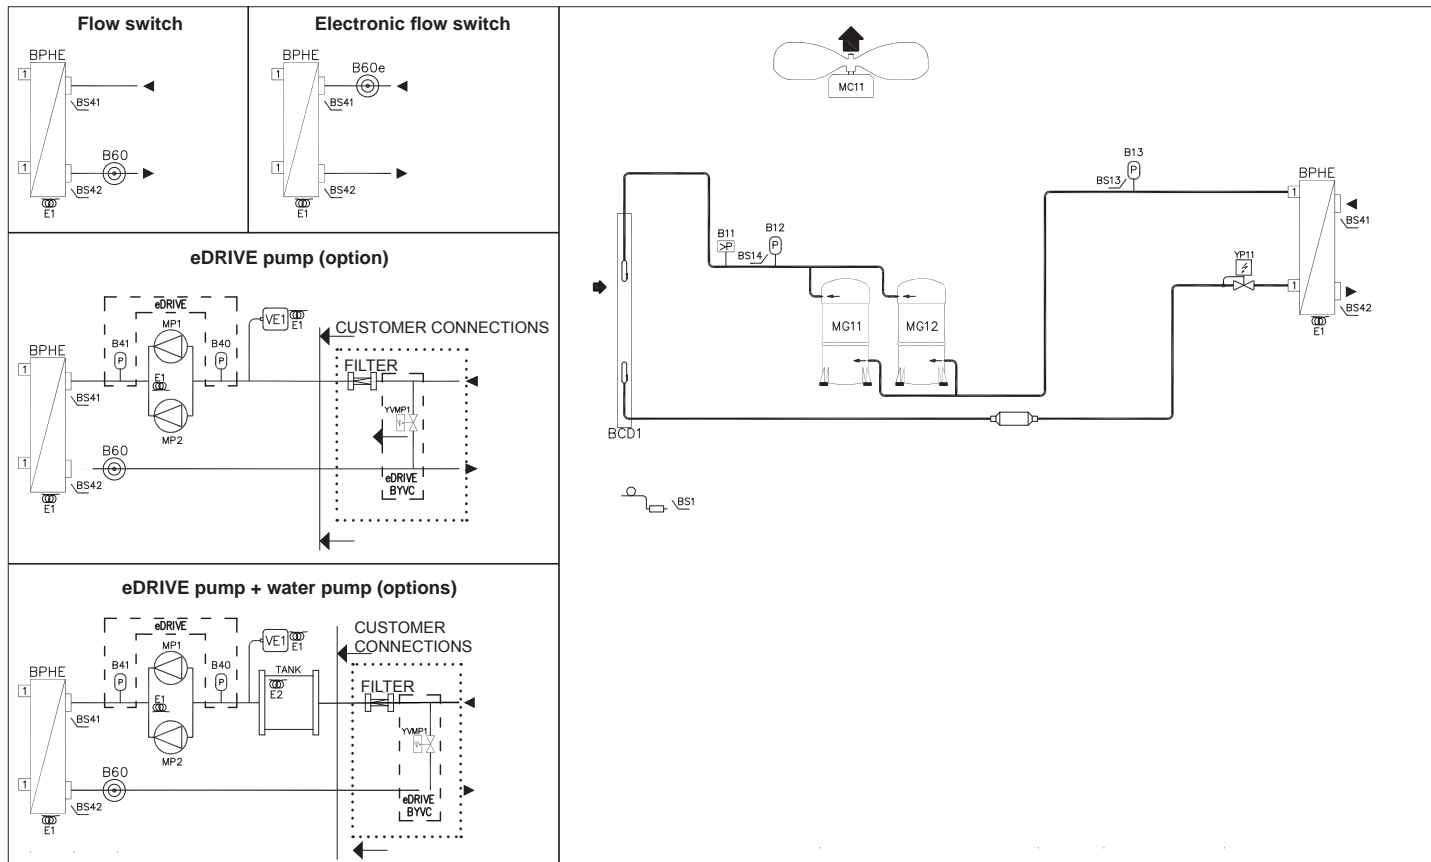 Flow switch
BPHE
1
BS41
B60
1
BS42
E1
Electronic flow switch
BPHE
B60e
1
BS41
1
BS42
E1
eDRIVE pump (option)
eDRIVE
MP1
VE1
E1
CUSTOMER CONNECTIONS
B41
B40
P
P
BPHE
FILTER
1
E1
BS41
YVMP1
MP2
B60
1
BS42
eDRIVE
BYVC
E1
eDRIVE pump + water pump (options)
eDRIVE
MP1
VE1
E1
CUSTOMER
CONNECTIONS
B41
B40
TANK
BPHE
P
P
E2
FILTER
1
E1
BS41
YVMP1
MP2
B60
1
BS42
eDRIVE
BYVC
E1
MC11
B13
P
BS13
BPHE
1
BS41
B11
>P
B12
P
BS14
YP11
1
BS42
E1
MG11
MG12
BCD1
BS1